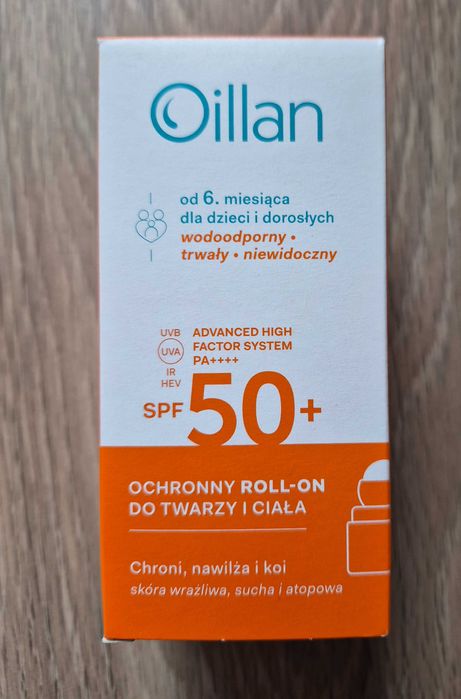 Oillan
od 6. miesiąca
dla dzieci i dorosłych
wodoodporny •
trwały • niewidoczny
UVB
UVA
IR
HEV
ADVANCED HIGH
FACTOR SYSTEM
PA++++
SPF 50+
OCHRONNY ROLL-ON
DO TWARZY I CIAŁA
Chroni, nawilża i koi
skóra wrażliwa, sucha i atopowa